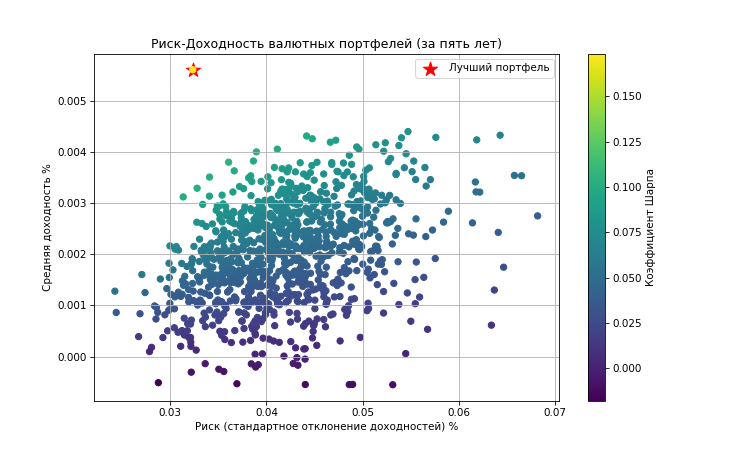 Риск-Доходность валютных портфелей (за пять лет)
Лучший портфель
Средняя доходность %
0.005
0.004
0.003
0.002
0.001
0.000
0.03 0.04 0.05 0.06 0.07
Риск (стандартное отклонение доходностей) %
0.150
0.125
0.100
0.075
0.050
0.025
0.000
Коэффициент Шарпа